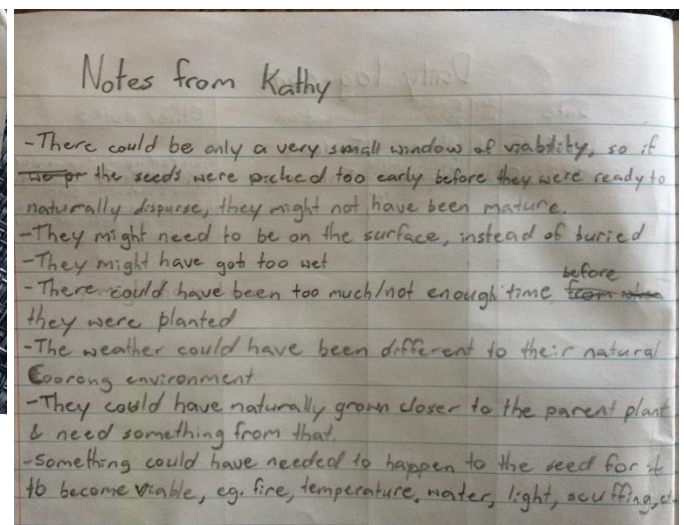 Notes from Kathy
-There could be only a very small window of viability, so if
the seeds were picked too early before they were ready to
naturally dispurse, they might not have been mature.
-They might need to be on the surface, instead of buried
-They might have got too wet
-There could have been too much/not enough time before
they were planted
-The weather could have been different to their natural
Coorong environment
-They could have naturally grown closer to the parent plant
& need something from that.
-Something could have needed to happen to the seed for it
to become viable, eg. fire, temperature, water, light, scuffing,